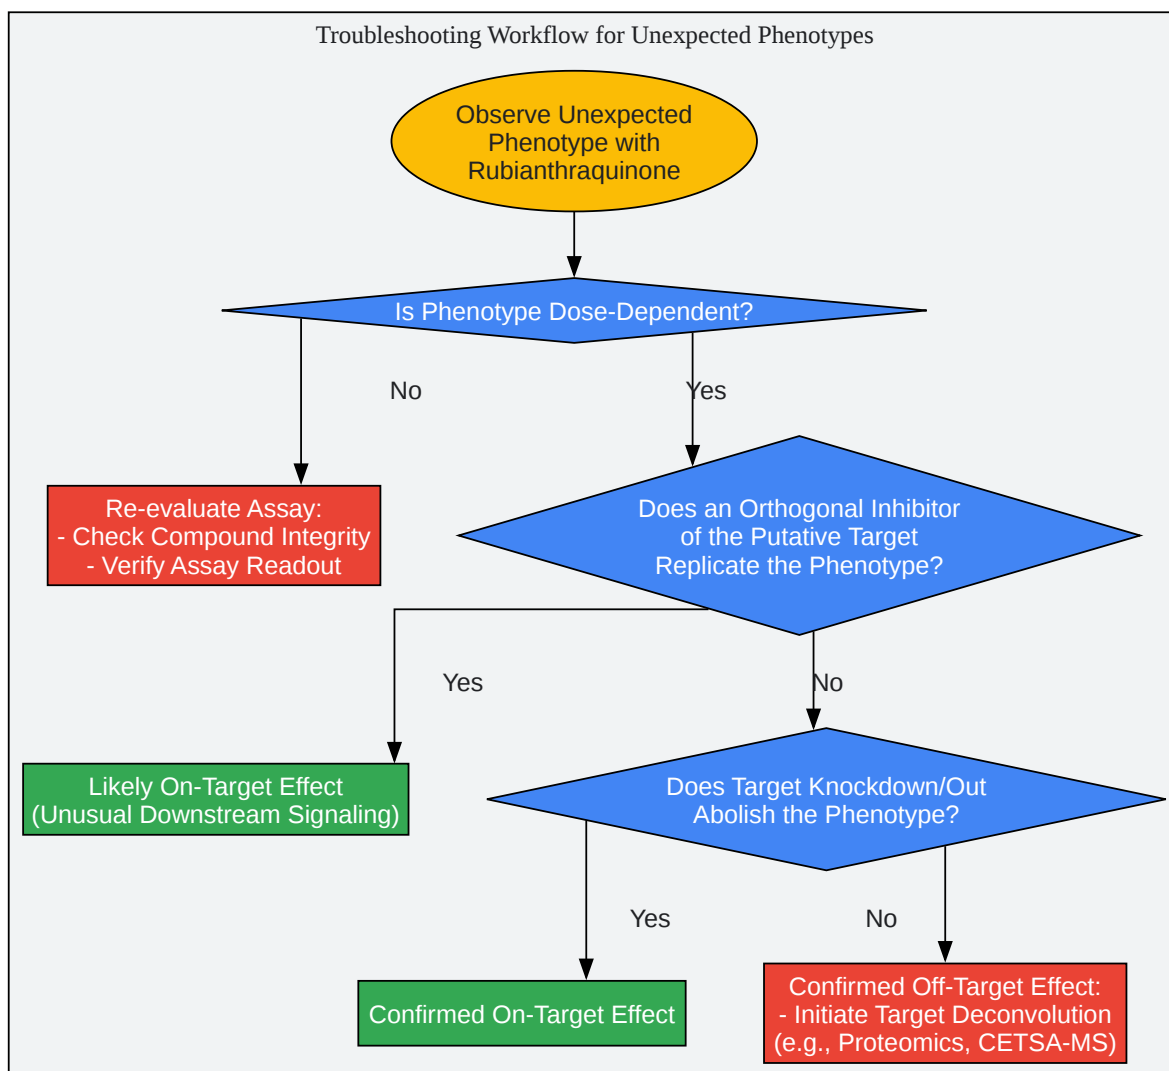 Troubleshooting Workflow for Unexpected Phenotypes
Observe Unexpected
Phenotype with
Rubianthraquinone
Is Phenotype Dose-Dependent?
No
Yes
Re-evaluate Assay:
- Check Compound Integrity
- Verify Assay Readout
Does an Orthogonal Inhibitor
of the Putative Target
Replicate the Phenotype?
Yes
No
Likely On-Target Effect
(Unusual Downstream Signaling)
Does Target Knockdown/Out
Abolish the Phenotype?
Yes
No
Confirmed On-Target Effect
Confirmed Off-Target Effect:
- Initiate Target Deconvolution
(e.g., Proteomics, CETSA-MS)